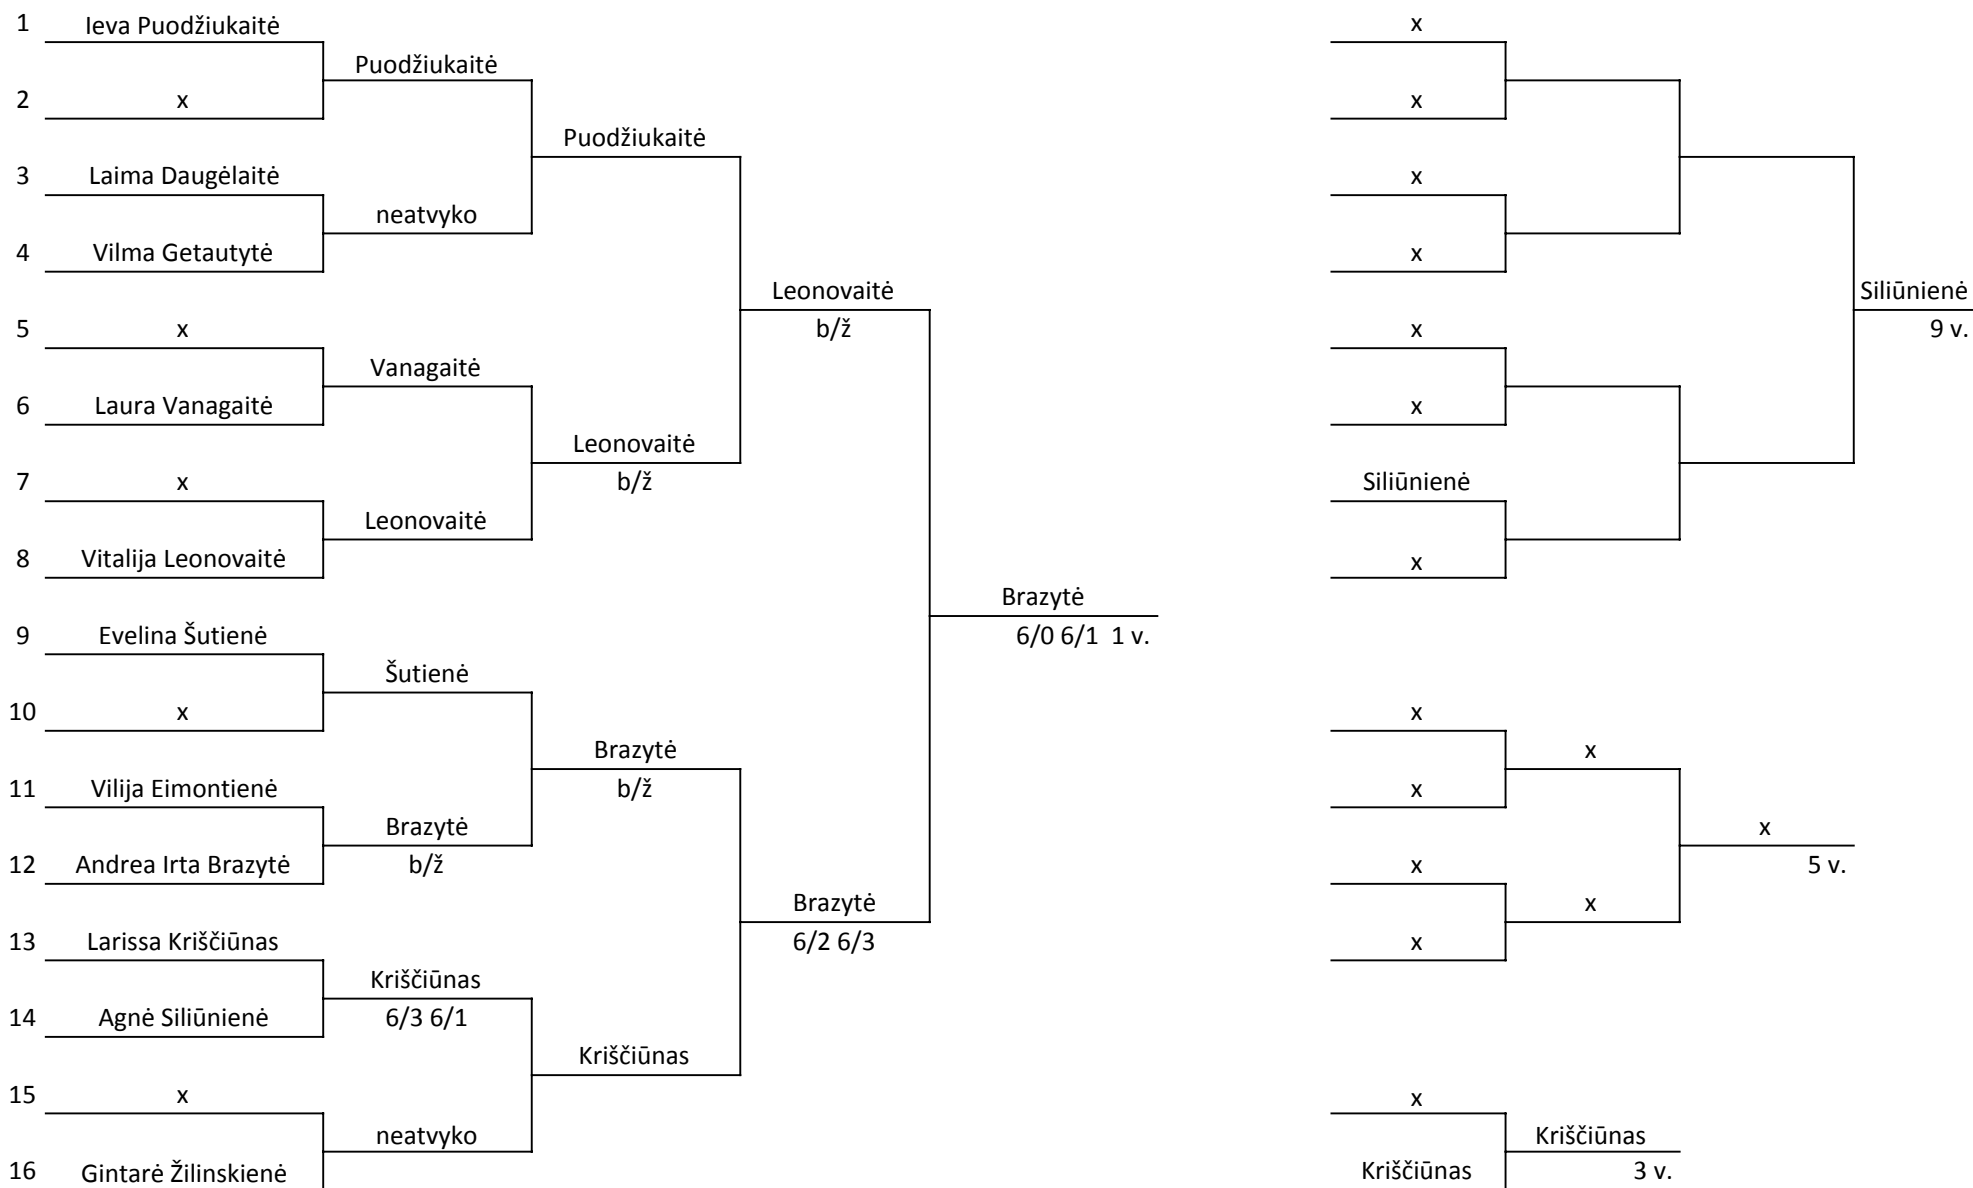 1 Ieva Puodžiukaitė x
Puodžiukaitė
2 x x
Puodžiukaitė
3 Laima Daugėlaitė x
neatvyko
4 Vilma Getautytė x
Leonovaitė Siliūnienė
5 x b/ž x 9 v.
Vanagaitė
6 Laura Vanagaitė x
Leonovaitė
7 x b/ž Siliūnienė
Leonovaitė
8 Vitalija Leonovaitė x
Brazytė
9 Evelina Šutienė 6/0 6/1 1 v.
Šutienė
10 x x
Brazytė x
11 Vilija Eimontienė b/ž x
Brazytė x
12 Andrea Irta Brazytė b/ž x 5 v.
Brazytė x
13 Larissa Kriščiūnas 6/2 6/3 x
Kriščiūnas
14 Agnė Siliūnienė 6/3 6/1
Kriščiūnas
15 x x
neatvyko Kriščiūnas
16 Gintarė Žilinskienė Kriščiūnas 3 v.